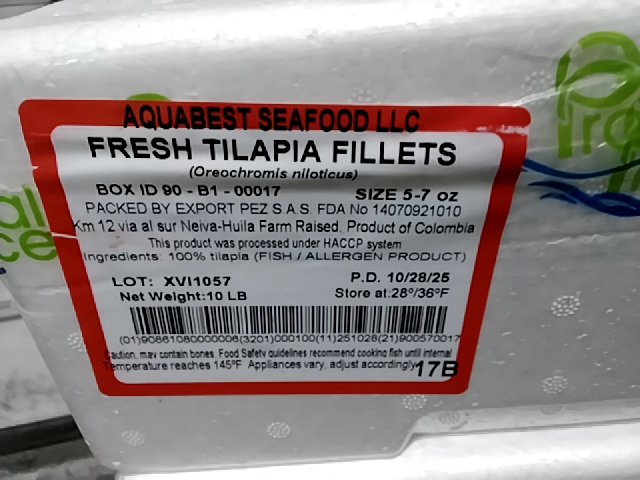 AQUABEST SEAFOOD LLC
FRESH TILAPIA FILLETS
(Oreochromis niloticus)
BOX ID 90 - B1 - 00017 SIZE 5-7 oz
PACKED BY EXPORT PEZ S A S. FDA No 14070921010
Km 12 via al sur Neiva-Huila Farm Raised. Product of Colombia
This product was processed under HACCP system
Ingredients: 100% tilapia (FISH / ALLERGEN PRODUCT)
LOT: XVI1057 P.D. 10/28/25
Net Weight:10 LB Store at:28°/36°F
(01)90861080000006(3201)000100(11)251028(21)900570017
Caution, may contain bones. Food Safety guidelines recommend cooking fish until internal
Temperature reaches 145°F Appliances vary, adjust accordingly 17B